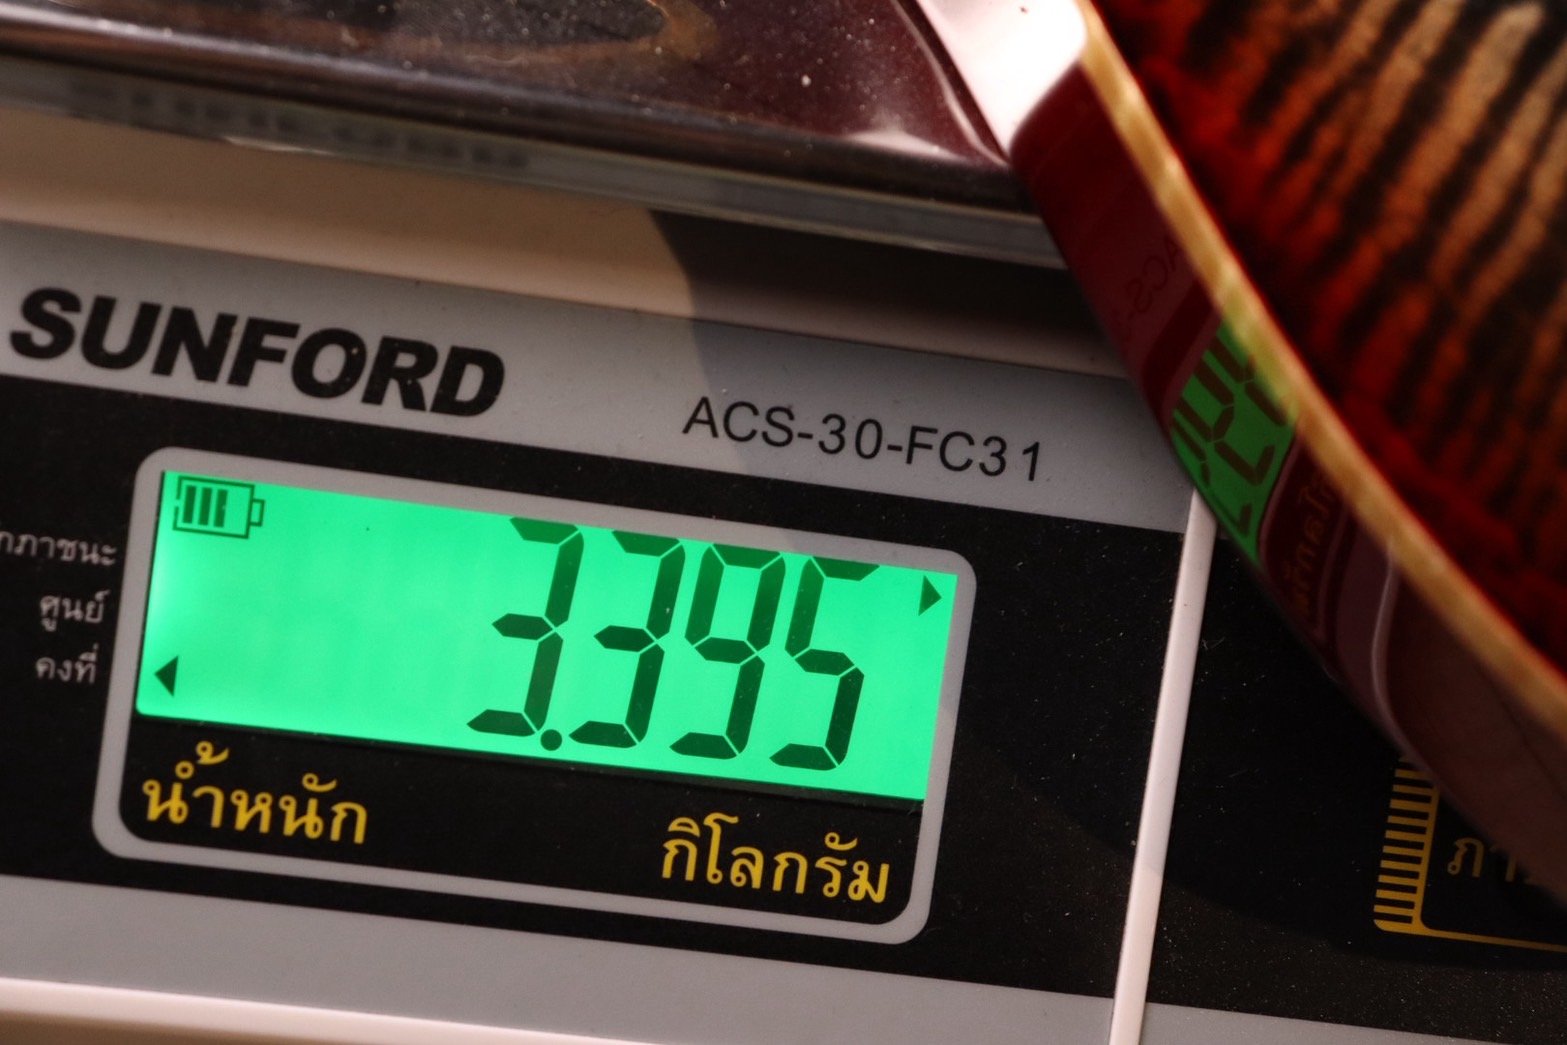 SUNFORD
ACS-30-FC31
กภาชนะ
ศูนย์
คงที่
3.395
น้ำหนัก
กิโลกรัม